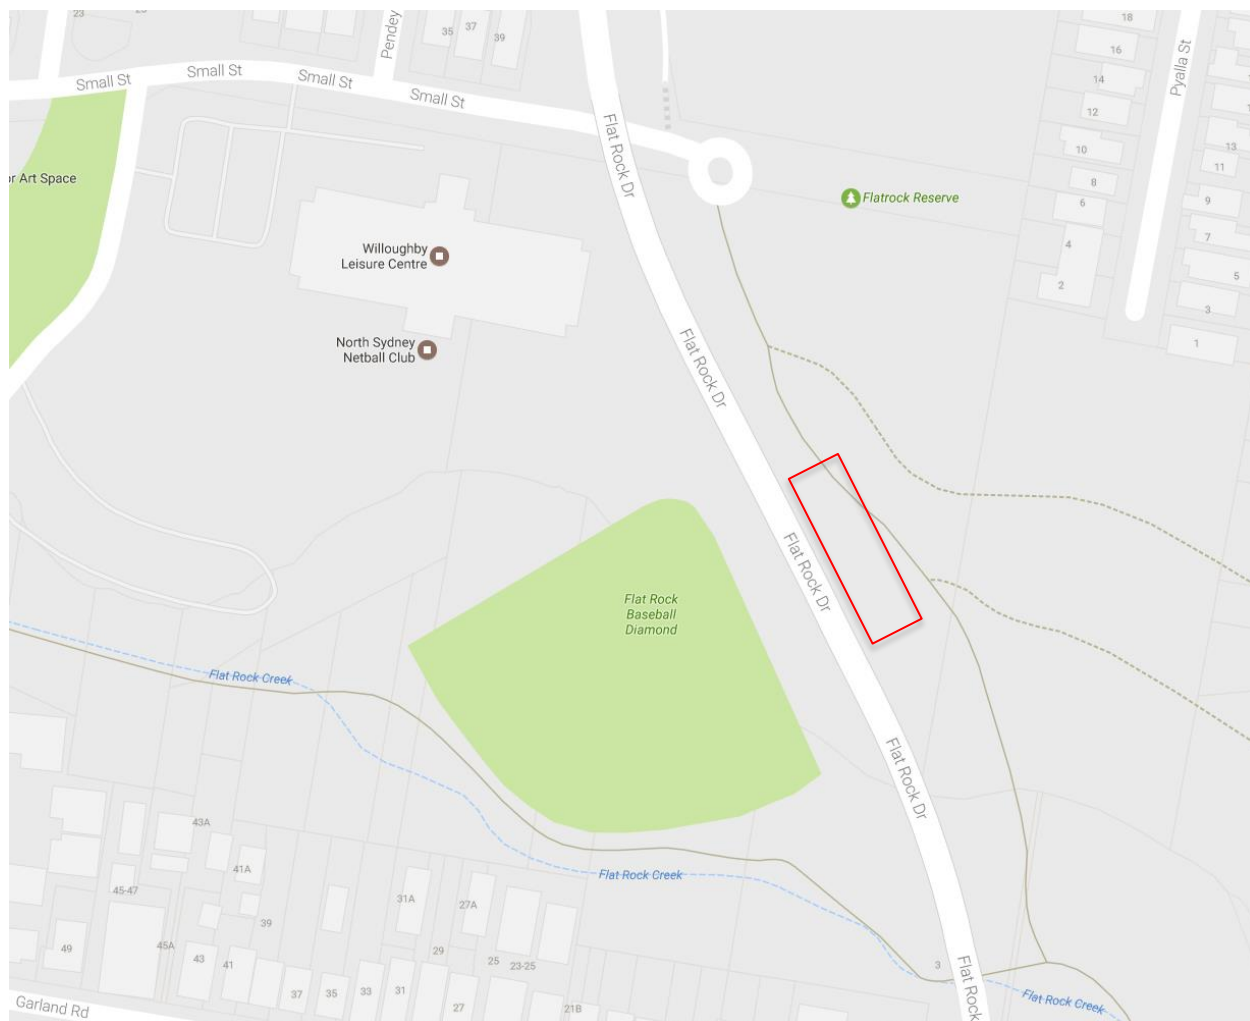 23
35
37
39
Pendey
18
16
14
12
10
8
6
4
2
Pyalla St
13
11
9
7
5
3
1
Small St
Small St
Small St
Small St
Flat Rock Dr
or Art Space
Flatrock Reserve
Willoughby
Leisure Centre
North Sydney
Netball Club
Flat Rock Dr
Flat Rock Dr
Flat Rock
Baseball
Diamond
Flat Rock Creek
Flat Rock Dr
43A
41A
45-47
39
31A
27A
Flat Rock Creek
49
45A
43
41
37
35
33
31
29
27
25
23-25
21B
3
Flat Rock
Flat Rock Creek
Garland Rd